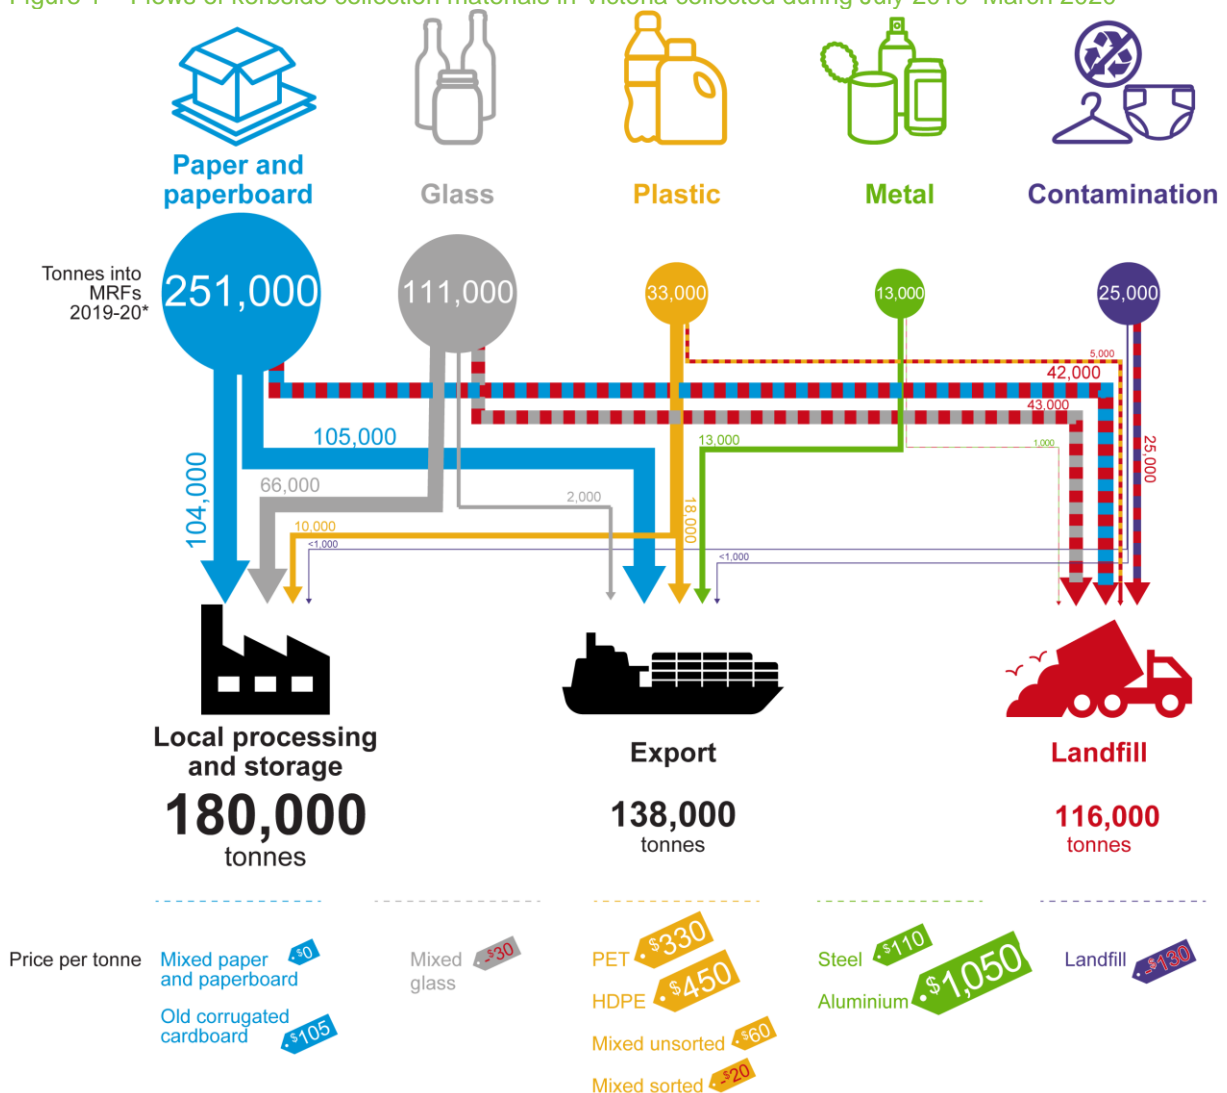 Paper and
paperboard
Glass
Plastic
Metal
Contamination
Tonnes into
MRFs
2019-20*
251,000
111,000
33,000
13,000
25,000
5,000
42,000
43,000
105,000
13,000
1,000
25,000
104,000
66,000
2,000
18,000
10,000
<1,000
<1,000
Local processing
and storage
180,000
tonnes
Export
138,000
tonnes
Landfill
116,000
tonnes
Price per tonne
Mixed paper
and paperboard
$0
Old corrugated
cardboard
$105
Mixed
glass
-$30
PET
$330
HDPE
$450
Mixed unsorted
$60
Mixed sorted
-$20
Steel
$110
Aluminium
$1,050
Landfill
-$130